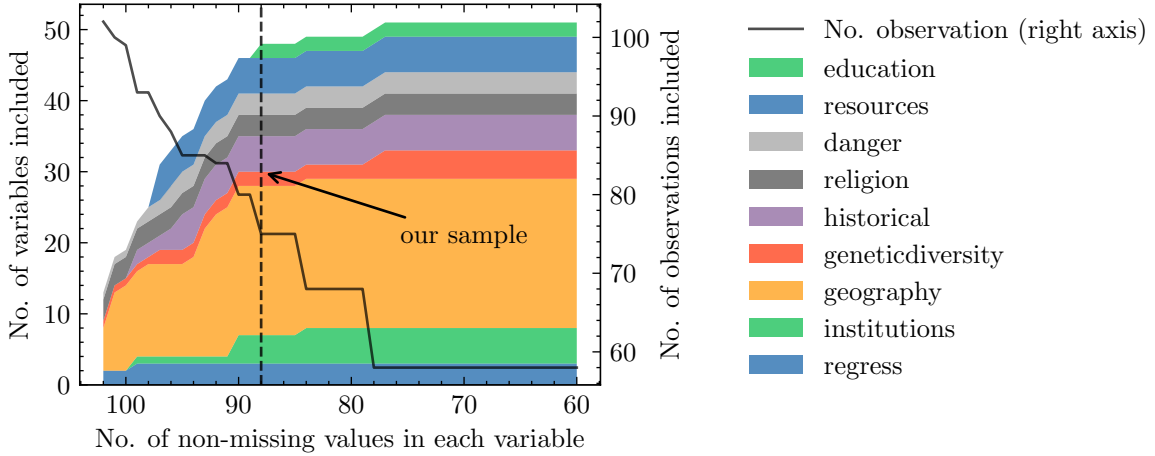 No. of variables included
50
40
30
20
10
0
100
90
80
70
60
No. of non-missing values in each variable
our sample
100
90
80
70
60
No. of observations included
No. observation (right axis)
education
resources
danger
religion
historical
geneticdiversity
geography
institutions
regress